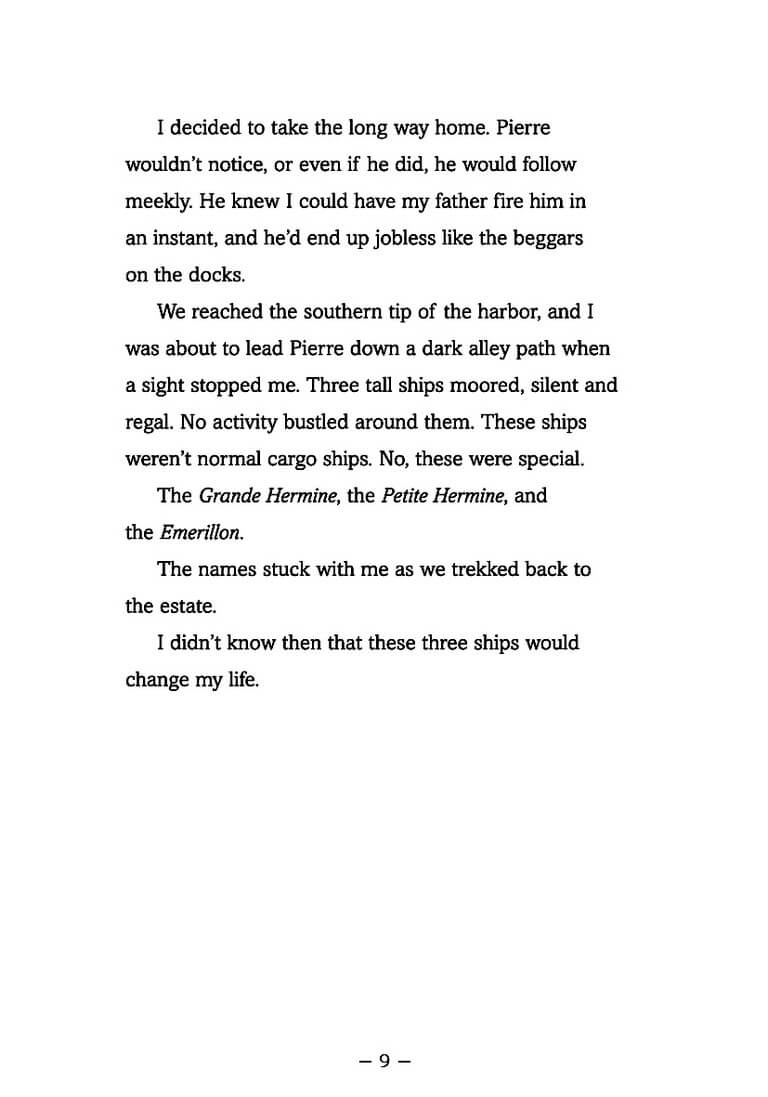 I decided to take the long way home. Pierre
wouldn’t notice, or even if he did, he would follow
meekly. He knew I could have my father fire him in
an instant, and he’d end up jobless like the beggars
on the docks.
We reached the southern tip of the harbor, and I
was about to lead Pierre down a dark alley path when
a sight stopped me. Three tall ships moored, silent and
regal. No activity bustled around them. These ships
weren’t normal cargo ships. No, these were special.
The Grande Hermine, the Petite Hermine, and
the Emerillon.
The names stuck with me as we trekked back to
the estate.
I didn’t know then that these three ships would
change my life.
– 9 –